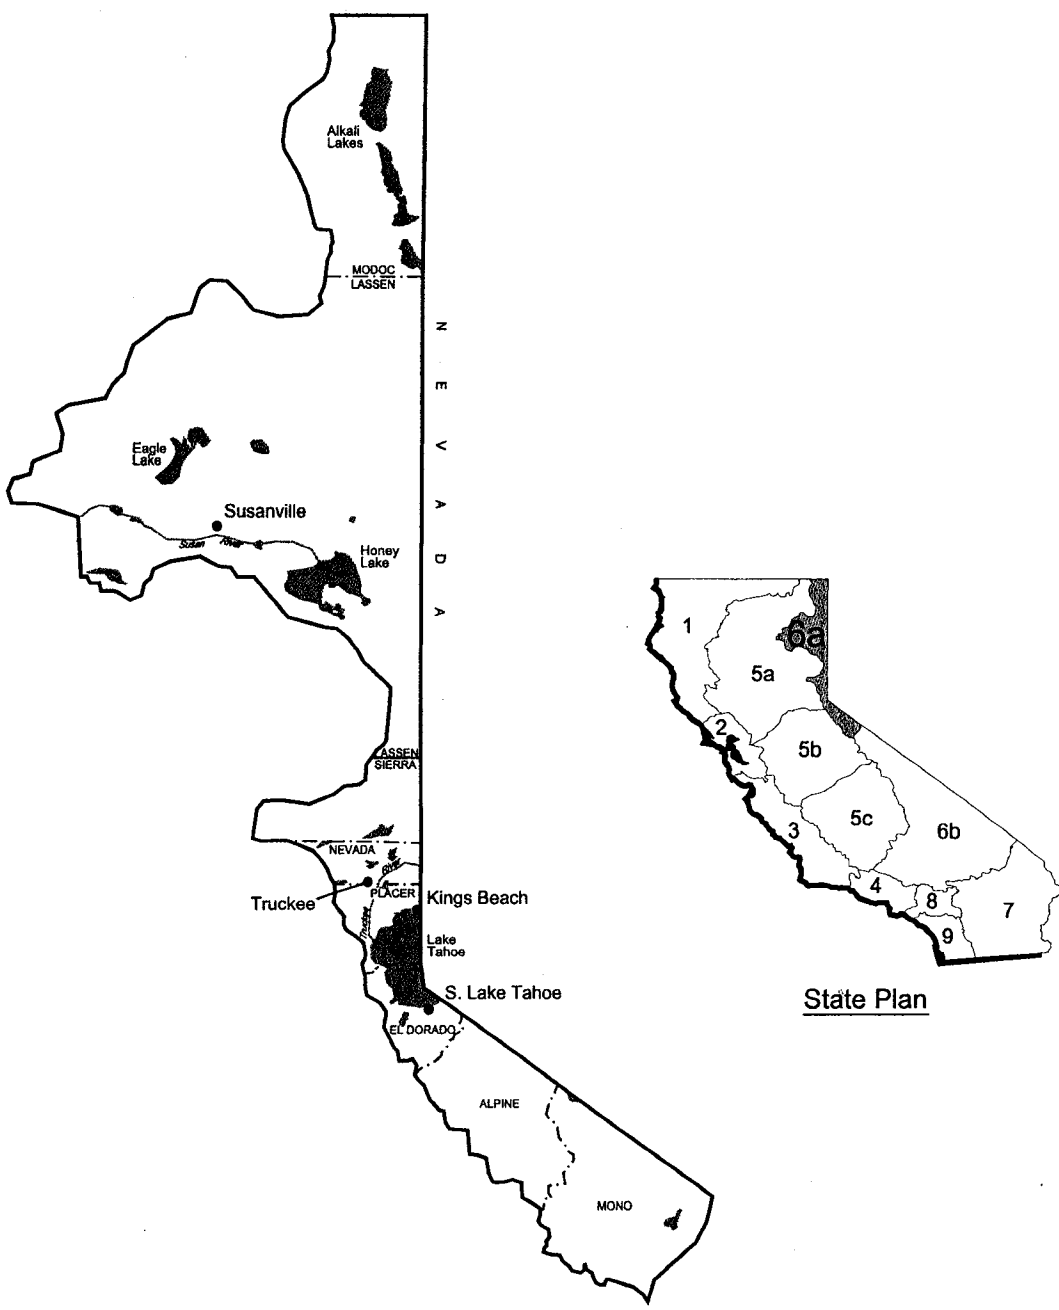 Alkali
Lakes
MODOC
LASSEN
N
E
V
A
D
A
Eagle
Lake
Susanville
Susan River
Honey
Lake
LASSEN
SIERRA
NEVADA
River
PLACER
Truckee
Kings Beach
Truckee
Lake
Tahoe
S. Lake Tahoe
EL DORADO
ALPINE
MONO
1
6a
5a
2
5b
5c
3
6b
4
8
7
9
State Plan